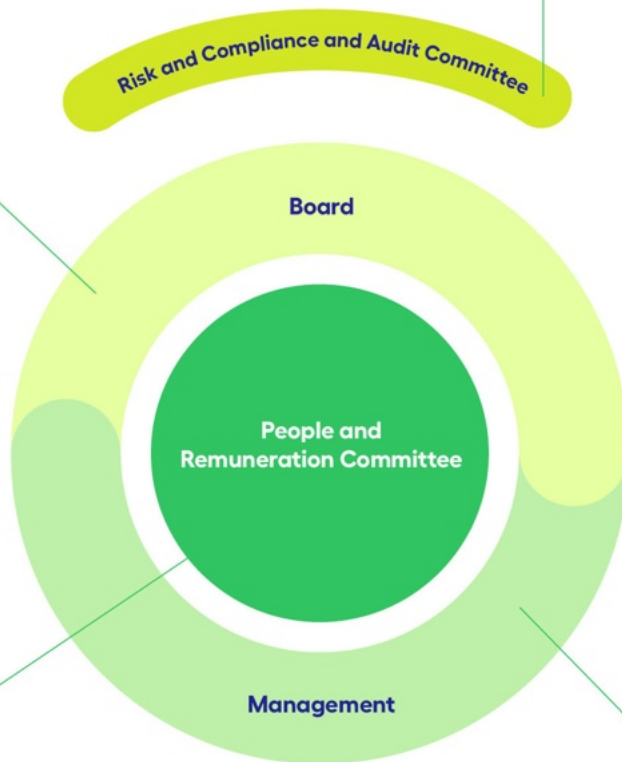 Risk and Compliance and Audit Committee
Board
People and
Remuneration Committee
Management